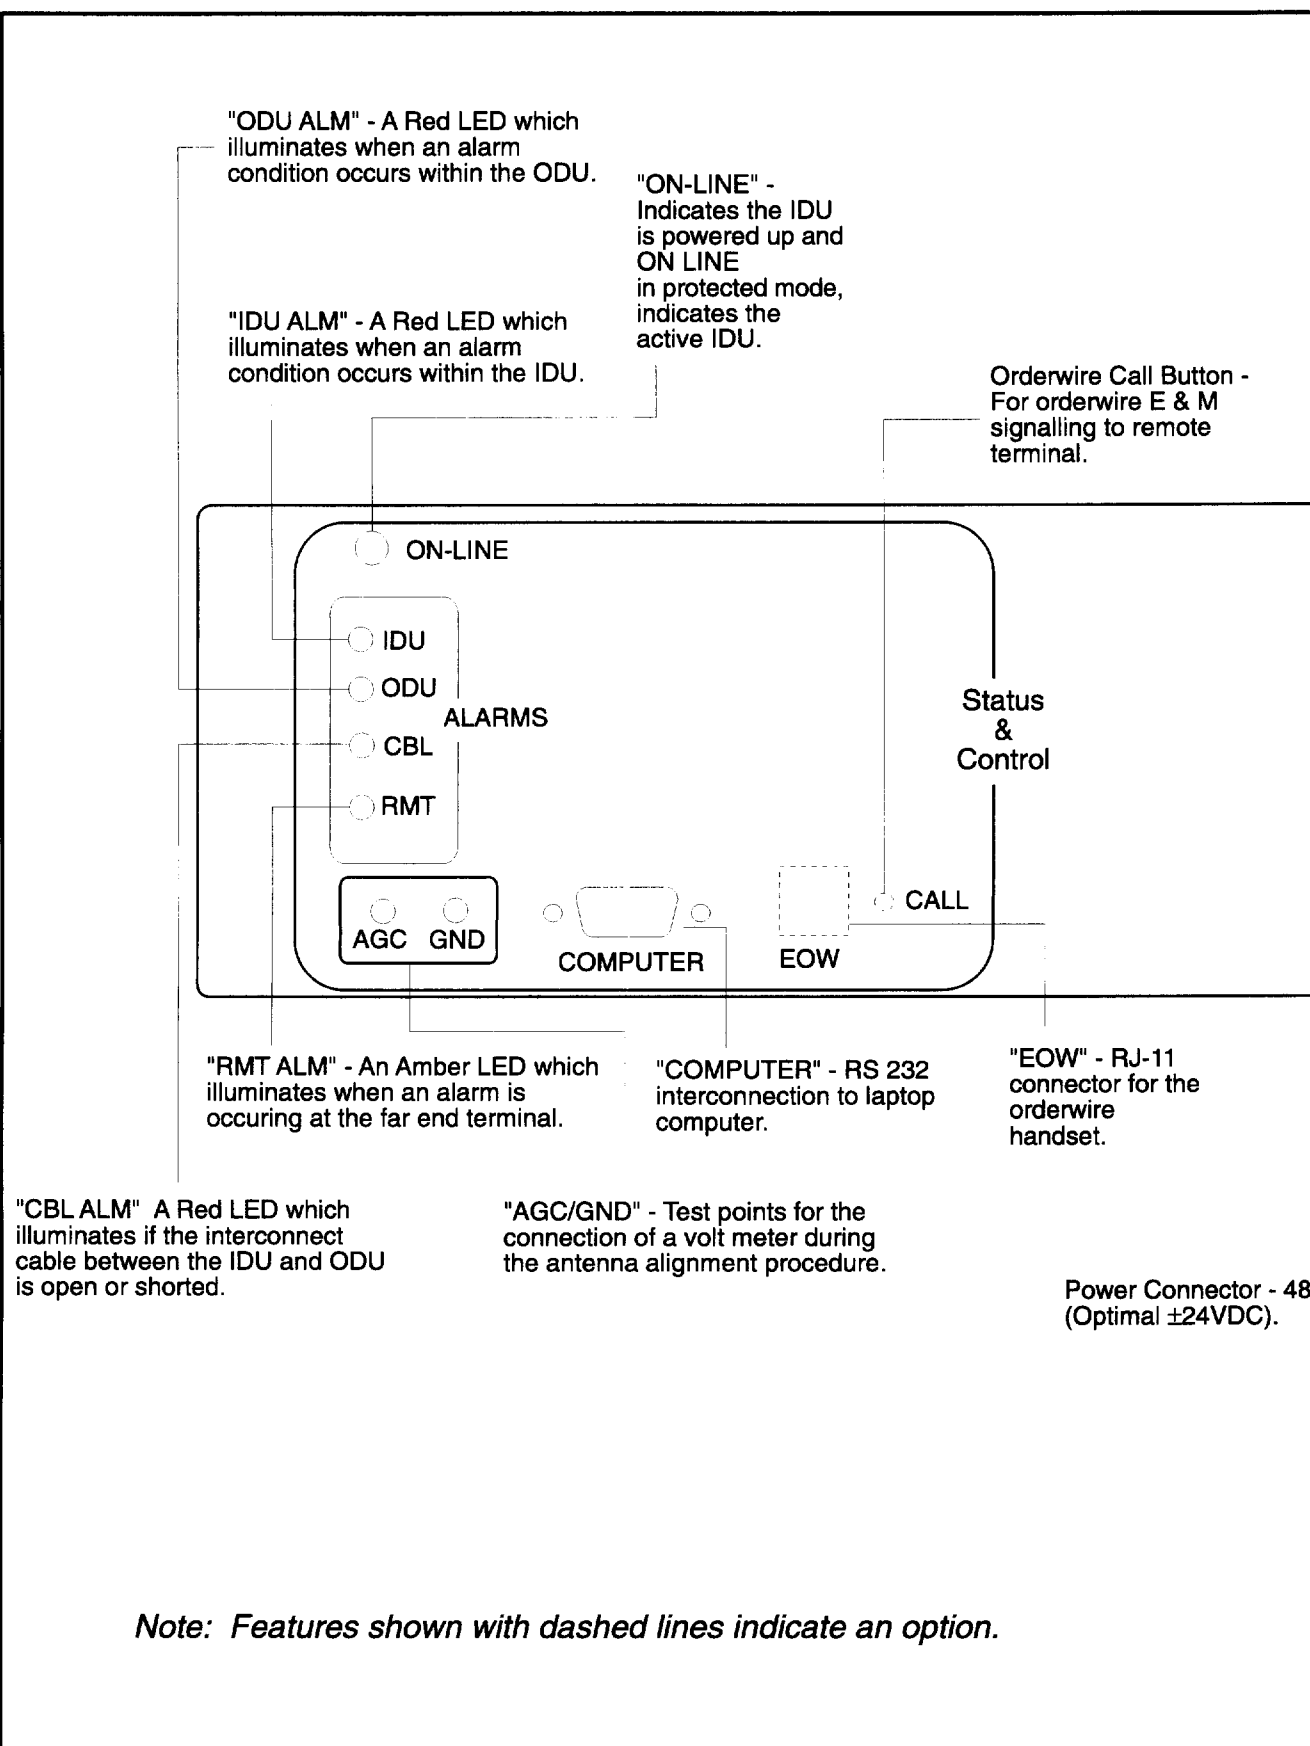 "ODU ALM" - A Red LED which
illuminates when an alarm
condition occurs within the ODU.
"ON-LINE" -
Indicates the IDU
is powered up and
ON LINE
in protected mode,
indicates the
active IDU.
"IDU ALM" - A Red LED which
illuminates when an alarm
condition occurs within the IDU.
Orderwire Call Button -
For orderwire E & M
signalling to remote
terminal.
ON-LINE
IDU
ODU
ALARMS
CBL
RMT
Status
&
Control
AGC GND
COMPUTER
EOW
CALL
"RMT ALM" - An Amber LED which
illuminates when an alarm is
occuring at the far end terminal.
"COMPUTER" - RS 232
interconnection to laptop
computer.
"EOW" - RJ-11
connector for the
orderwire
handset.
"CBL ALM" A Red LED which
illuminates if the interconnect
cable between the IDU and ODU
is open or shorted.
"AGC/GND" - Test points for the
connection of a volt meter during
the antenna alignment procedure.
Power Connector - 48
(Optimal ±24VDC).
Note: Features shown with dashed lines indicate an option.